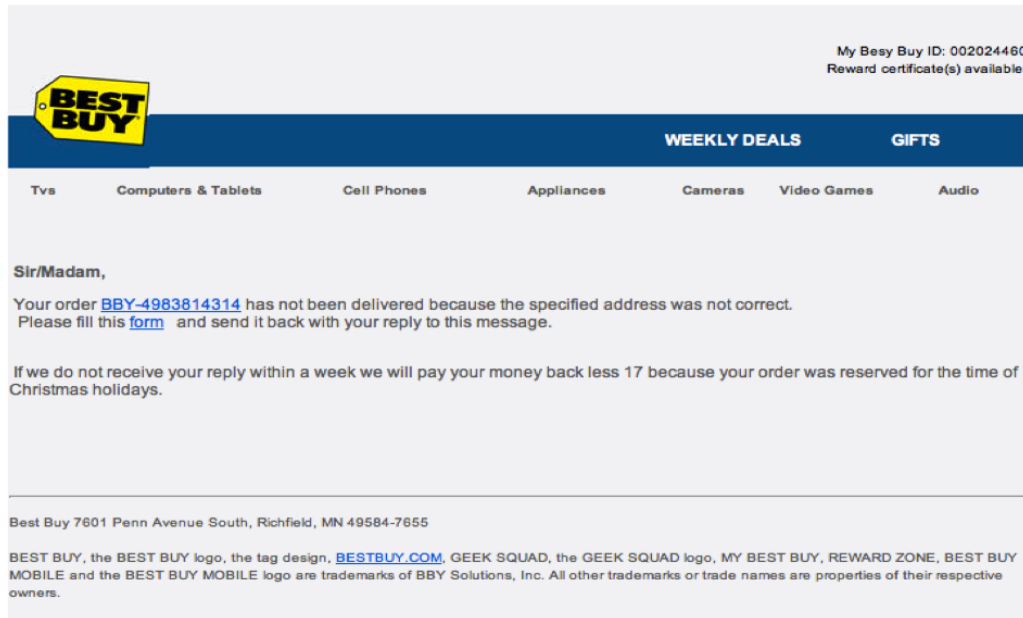 My Besy Buy ID: 002024460
Reward certificate(s) available
BEST
BUY
WEEKLY DEALS GIFTS
Tvs Computers & Tablets Cell Phones Appliances Cameras Video Games Audio
Sir/Madam,
Your order BBY-4983814314 has not been delivered because the specified address was not correct.
Please fill this form and send it back with your reply to this message.
If we do not receive your reply within a week we will pay your money back less 17 because your order was reserved for the time of
Christmas holidays.
Best Buy 7601 Penn Avenue South, Richfield, MN 49584-7655
BEST BUY, the BEST BUY logo, the tag design, BESTBUY.COM, GEEK SQUAD, the GEEK SQUAD logo, MY BEST BUY, REWARD ZONE, BEST BUY
MOBILE and the BEST BUY MOBILE logo are trademarks of BBY Solutions, Inc. All other trademarks or trade names are properties of their respective
owners.